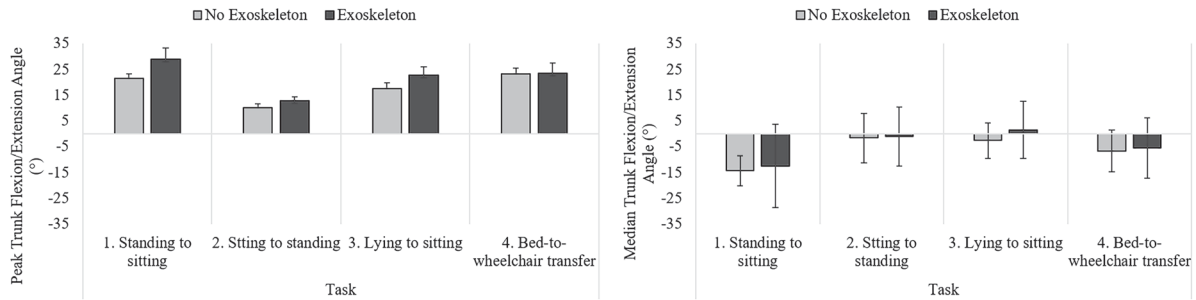 No Exoskeleton Exoskeleton
Peak Trunk Flexion/Extension Angle
(°)
35
25
15
5
-5
-15
-25
-35
1. Standing to
sitting
2. Stting to standing
3. Lying to sitting
4. Bed-to-
wheelchair transfer
Task
No Exoskeleton Exoskeleton
Median Trunk Flexion/Extension
Angle (°)
35
25
15
5
-5
-15
-25
-35
1. Standing to
sitting
2. Stting to
standing
3. Lying to sitting
4. Bed-to-
wheelchair transfer
Task